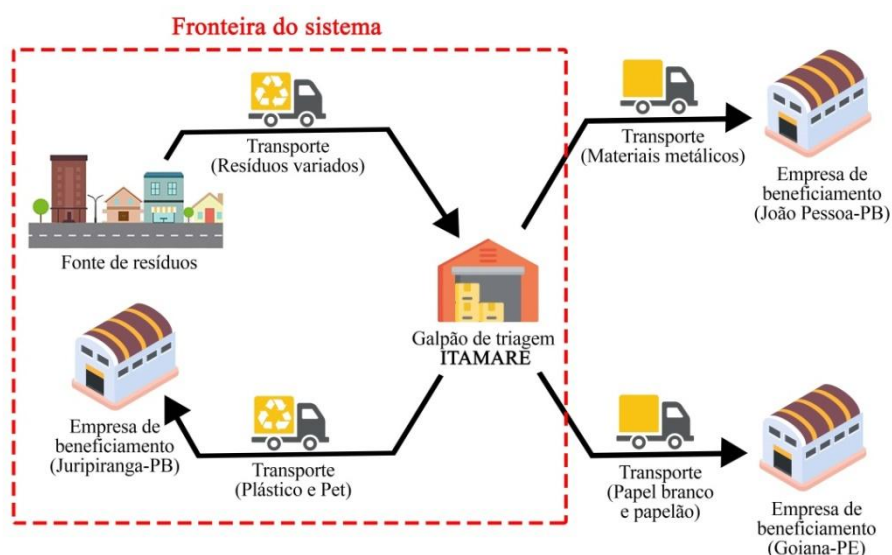 Fronteira do sistema
Transporte
(Resíduos variados)
Transporte
(Materiais metálicos)
Empresa de
beneficiamento
(João Pessoa-PB)
Fonte de resíduos
Galpão de triagem
ITAMARE
Empresa de
beneficiamento
(Juripiranga-PB)
Transporte
(Plástico e Pet)
Transporte
(Papel branco
e papelão)
Empresa de
beneficiamento
(Goiana-PE)